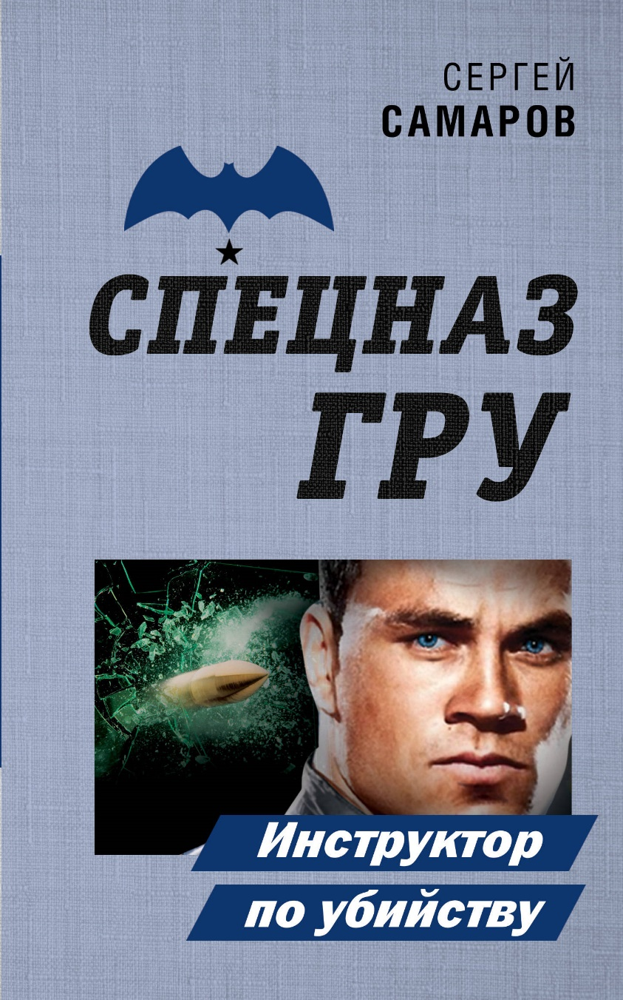 СЕРГЕЙ
САМАРОВ
СПЕЦНАЗ
ГРУ
Инструктор
по убийству